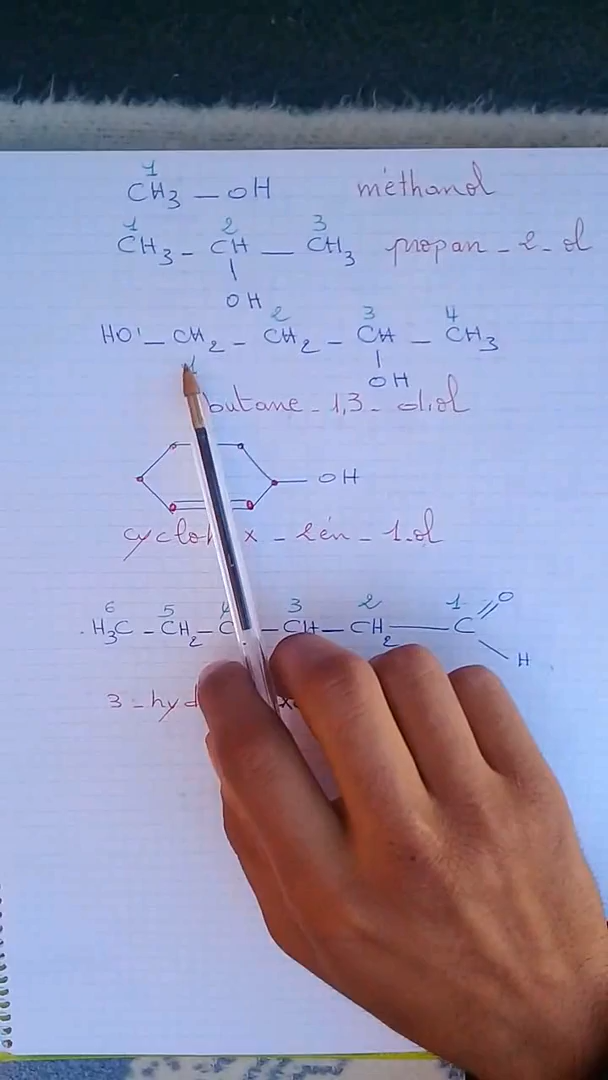 1
CH3 - OH méthanol
1 2 3
CH3 - CH - CH3 propan - 2 - ol
OH
2 3 4
HO - CH2 - CH2 - CH - CH3
1
OH
butane - 1,3 - diol
OH
- 2én - 1.ol
6 5 3 2 1 O
H3C - CH2 - C - CH - CH2 - C
H
3 - hyd